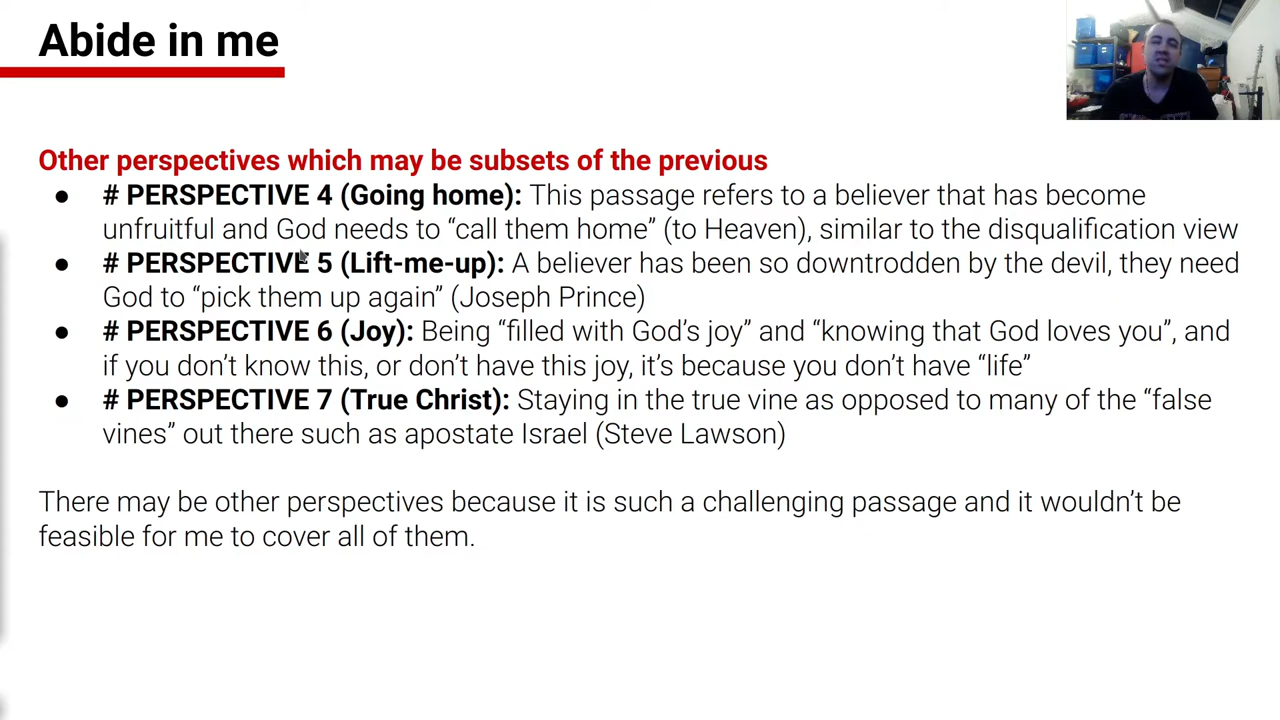 Abide in me
Other perspectives which may be subsets of the previous
● # PERSPECTIVE 4 (Going home): This passage refers to a believer that has become
unfruitful and God needs to “call them home” (to Heaven), similar to the disqualification view
● # PERSPECTIVE 5 (Lift-me-up): A believer has been so downtrodden by the devil, they need
God to “pick them up again” (Joseph Prince)
● # PERSPECTIVE 6 (Joy): Being “filled with God’s joy” and “knowing that God loves you”, and
if you don’t know this, or don’t have this joy, it’s because you don’t have “life”
● # PERSPECTIVE 7 (True Christ): Staying in the true vine as opposed to many of the “false
vines” out there such as apostate Israel (Steve Lawson)
There may be other perspectives because it is such a challenging passage and it wouldn’t be
feasible for me to cover all of them.